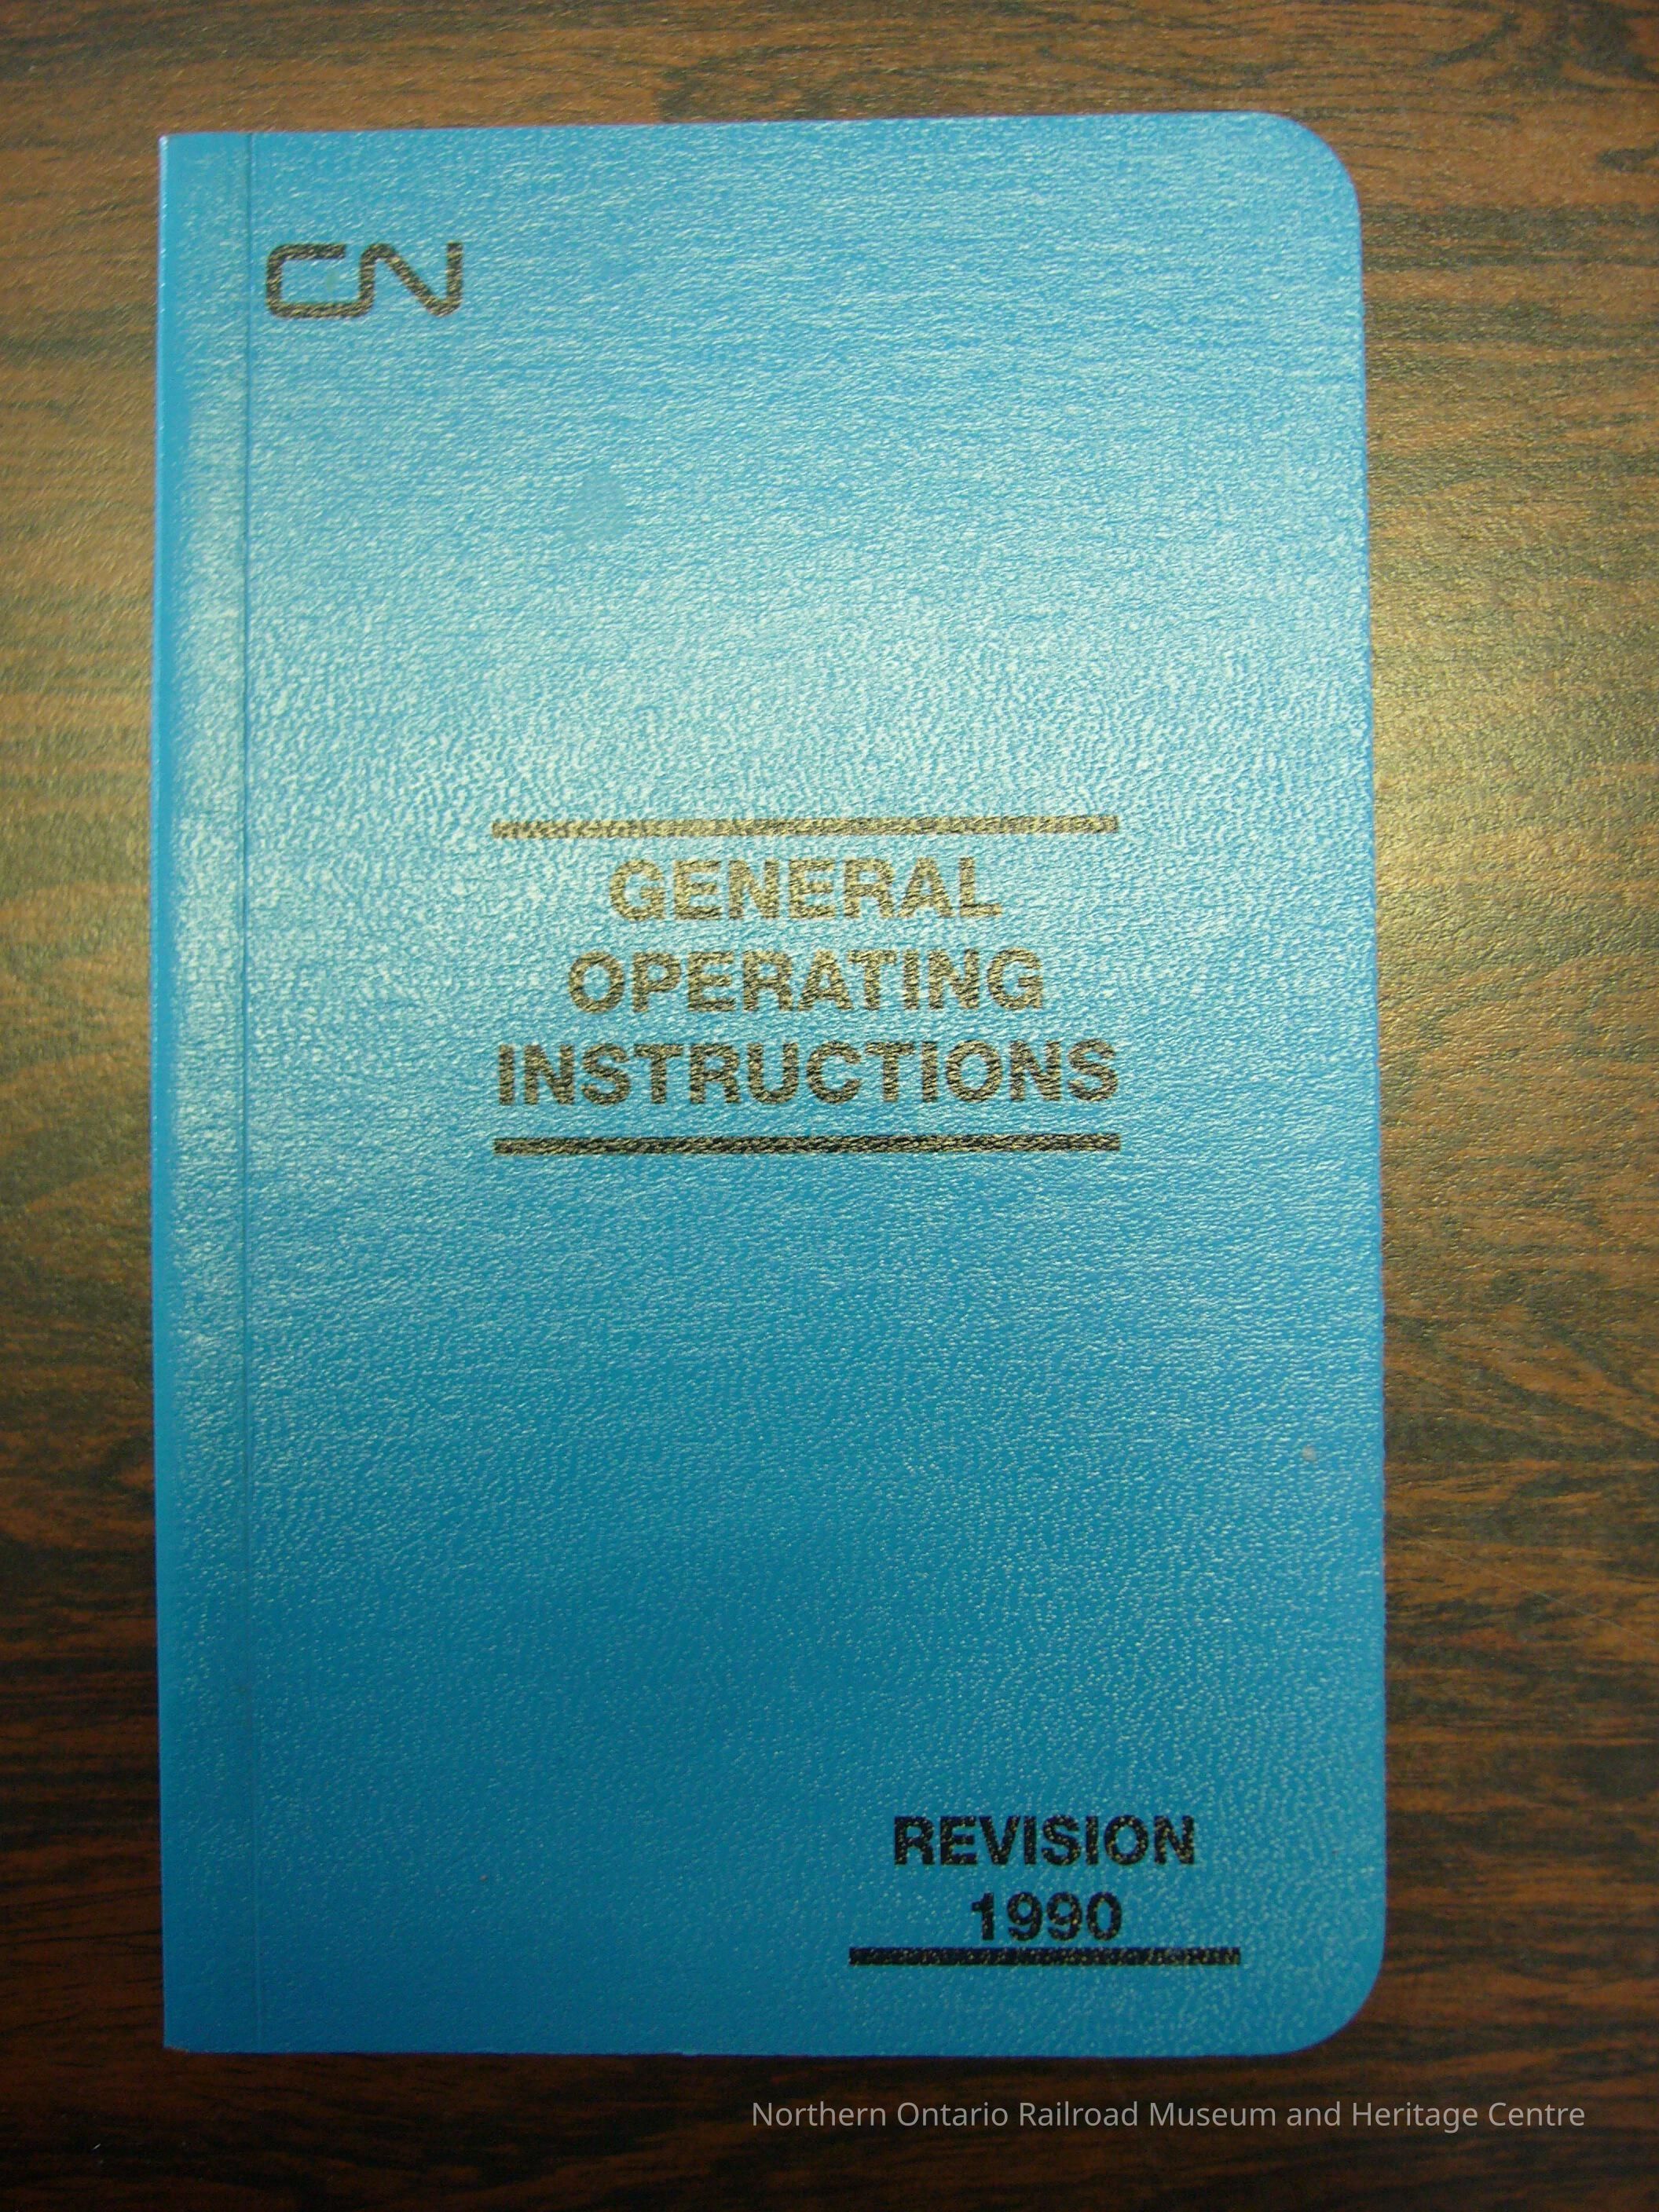 CN
GENERAL
OPERATING
INSTRUCTIONS
REVISION
1990
Northern Ontario Railroad Museum and Heritage Centre